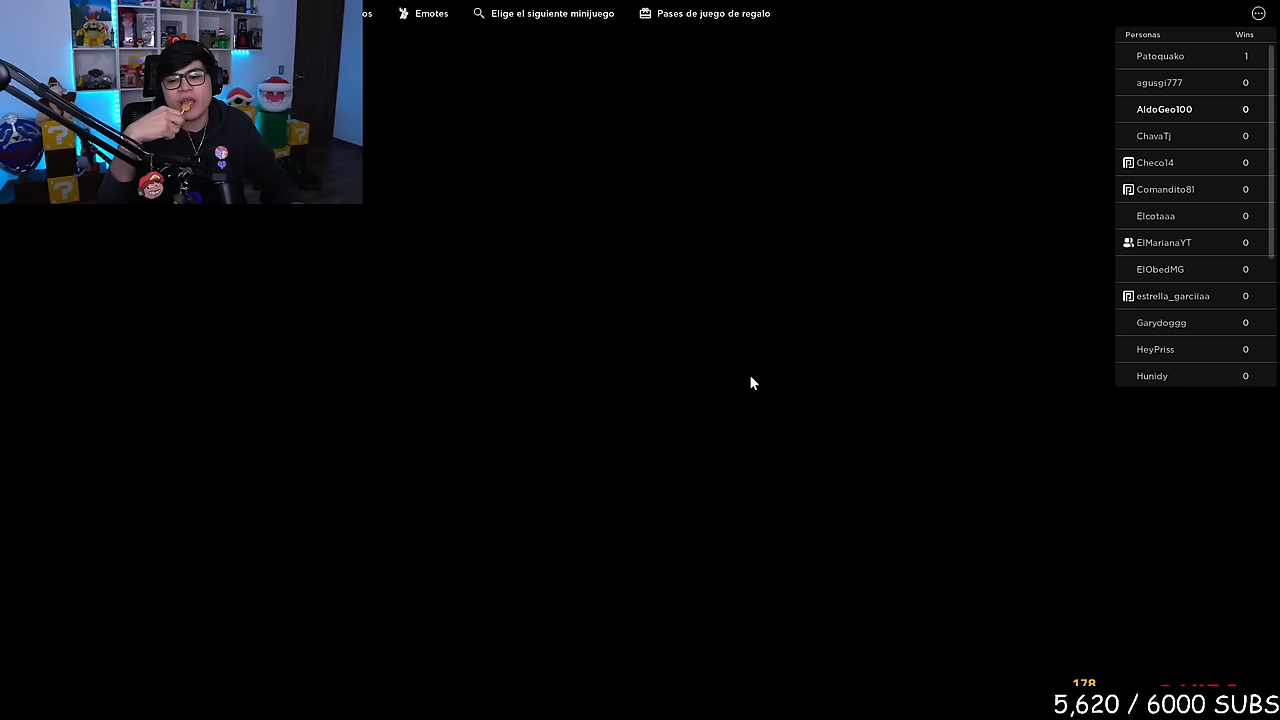 os Emotes Elige el siguiente minijuego Pases de juego de regalo
Personas Wins
Patoquako 1
agusgi777 0
AldoGeo100 0
ChavaTj 0
Checo14 0
Comandito81 0
Elcotaaa 0
ElMarianaYT 0
ElObedMG 0
estrella_garciiaa 0
Garydoggg 0
HeyPriss 0
Hunidy 0
178
5,620 / 6000 SUBS